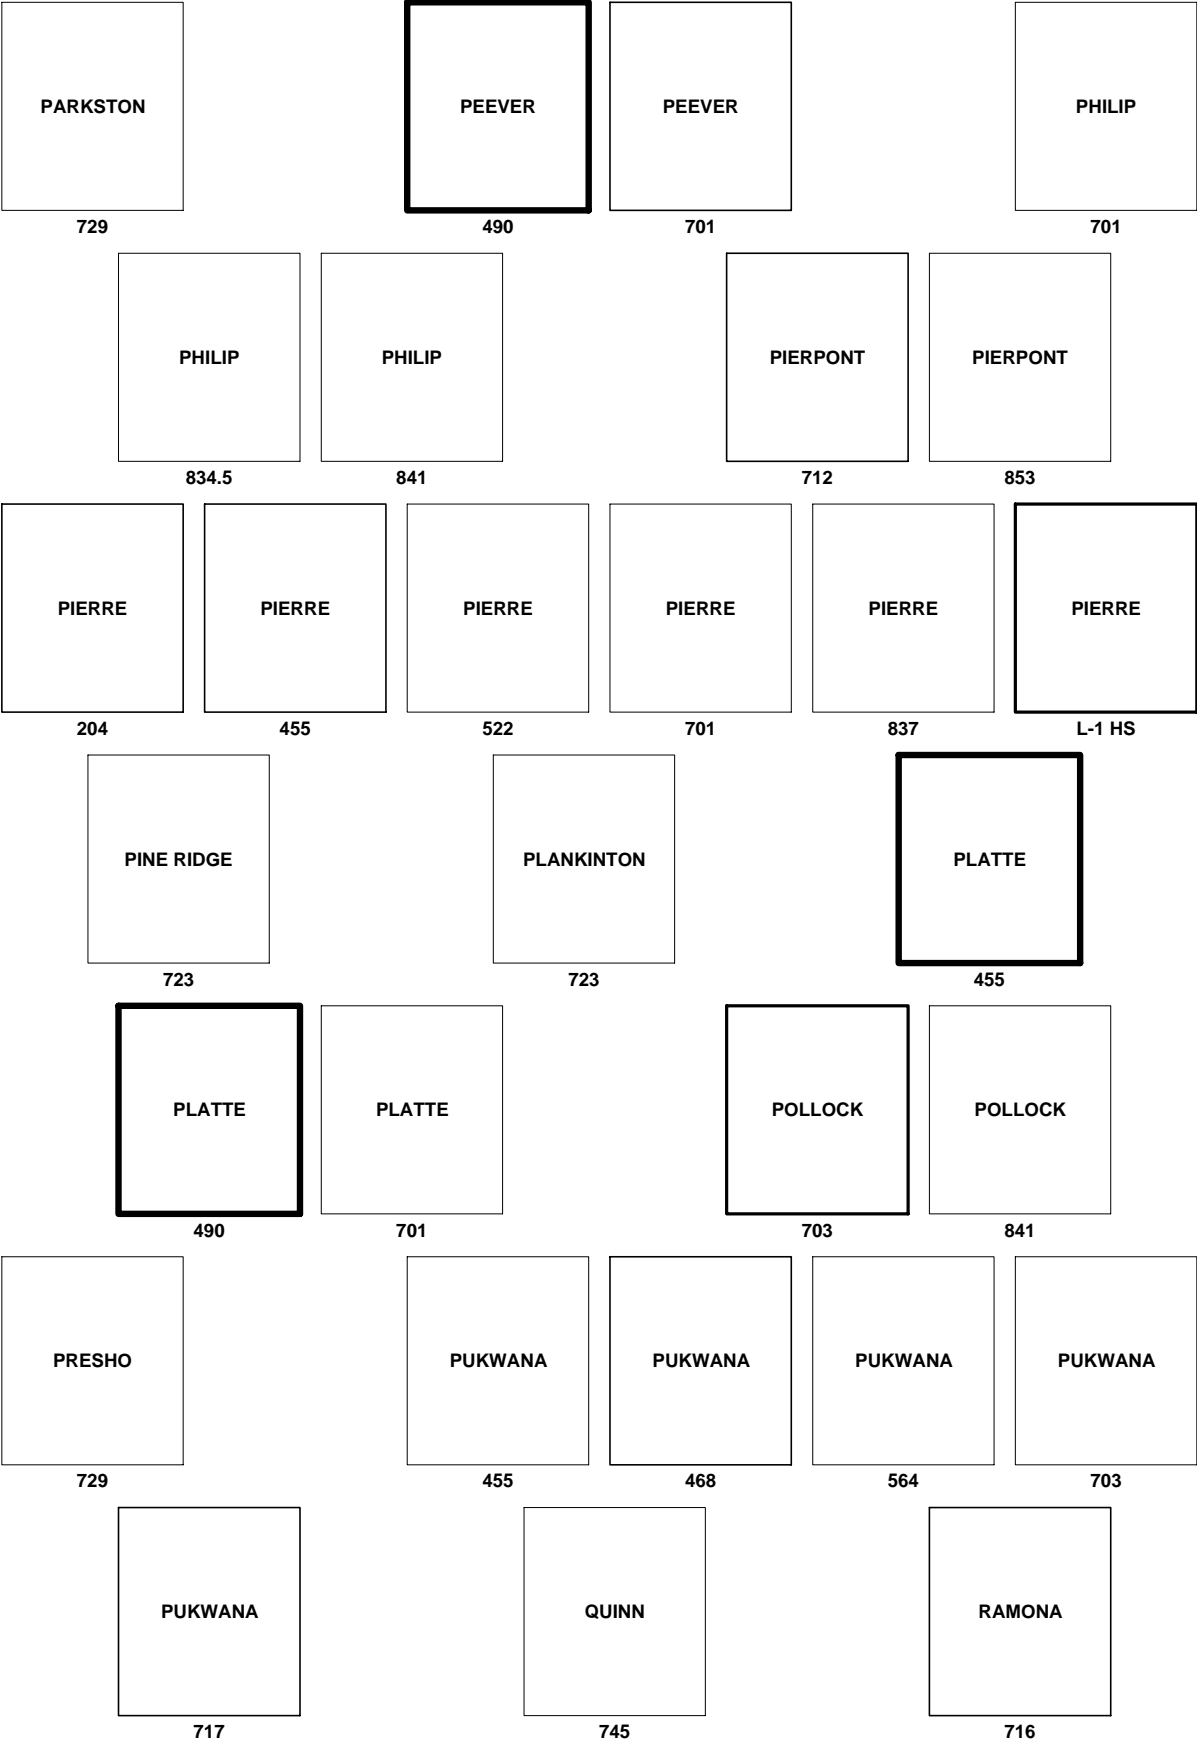 PARKSTON PEEVER PEEVER PHILIP
729 490 701 701
PHILIP PHILIP PIERPONT PIERPONT
834.5 841 712 853
PIERRE PIERRE PIERRE PIERRE PIERRE PIERRE
204 455 522 701 837 L-1 HS
PINE RIDGE PLANKINTON PLATTE
723 723 455
PLATTE PLATTE POLLOCK POLLOCK
490 701 703 841
PRESHO PUKWANA PUKWANA PUKWANA PUKWANA
729 455 468 564 703
PUKWANA QUINN RAMONA
717 745 716